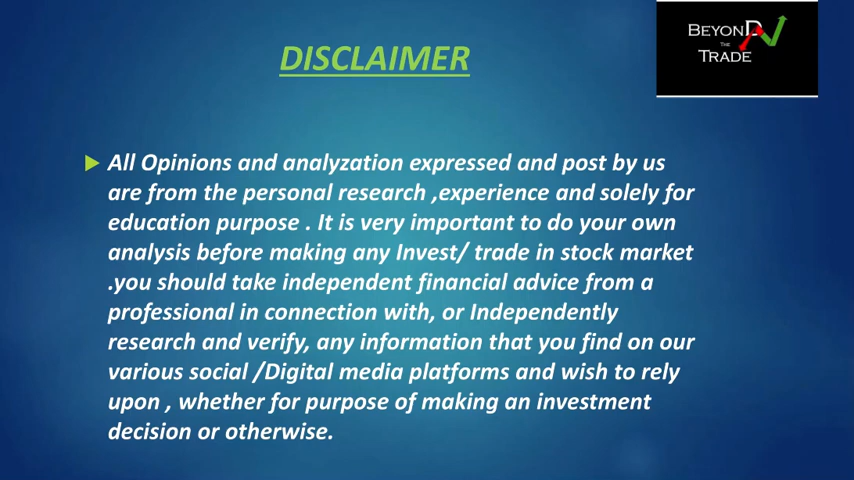 DISCLAIMER
BEYOND
THE
TRADE
All Opinions and analyzation expressed and post by us
are from the personal research ,experience and solely for
education purpose . It is very important to do your own
analysis before making any Invest/ trade in stock market
.you should take independent financial advice from a
professional in connection with, or Independently
research and verify, any information that you find on our
various social /Digital media platforms and wish to rely
upon , whether for purpose of making an investment
decision or otherwise.